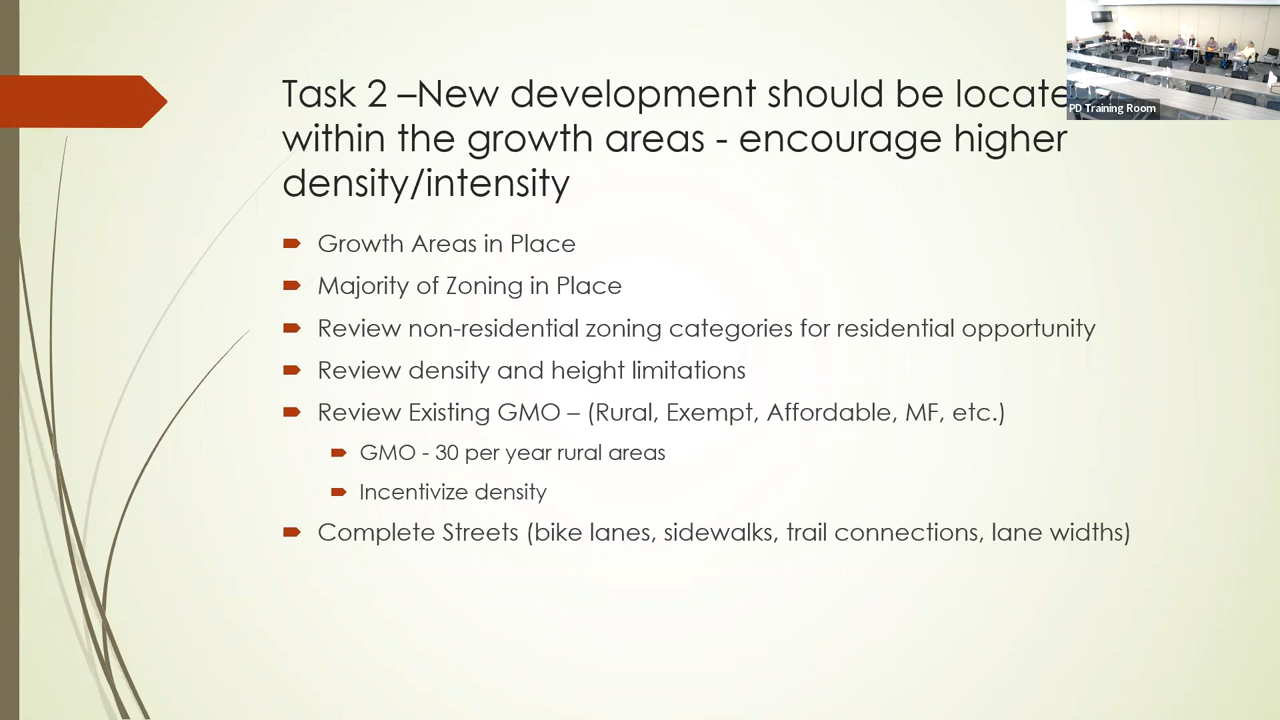 Task 2 –New development should be locate
within the growth areas - encourage higher
density/intensity
Growth Areas in Place
Majority of Zoning in Place
Review non-residential zoning categories for residential opportunity
Review density and height limitations
Review Existing GMO – (Rural, Exempt, Affordable, MF, etc.)
GMO - 30 per year rural areas
Incentivize density
Complete Streets (bike lanes, sidewalks, trail connections, lane widths)
PD Training Room